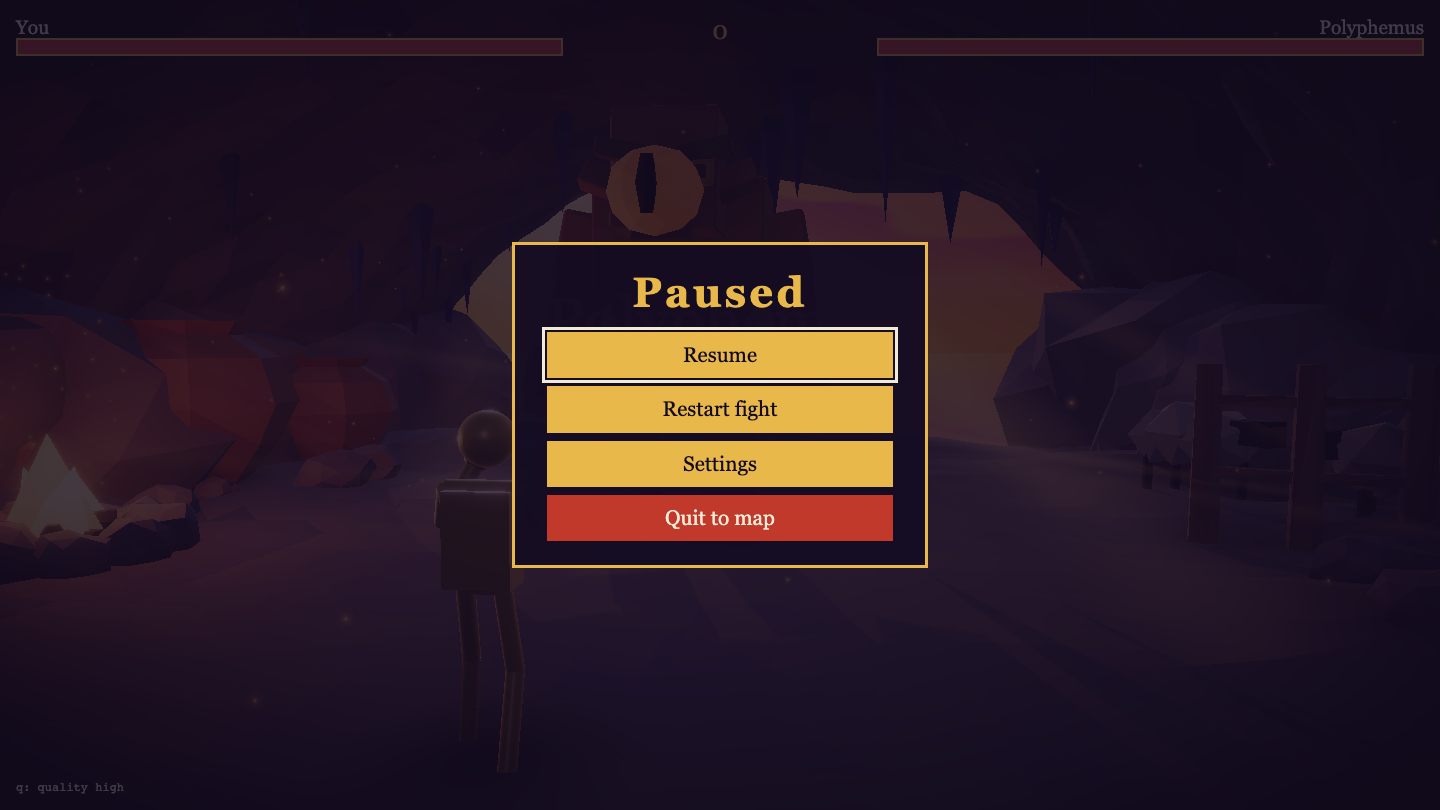 You
0
Polyphemus
Paused
Resume
Restart fight
Settings
Quit to map
q: quality high